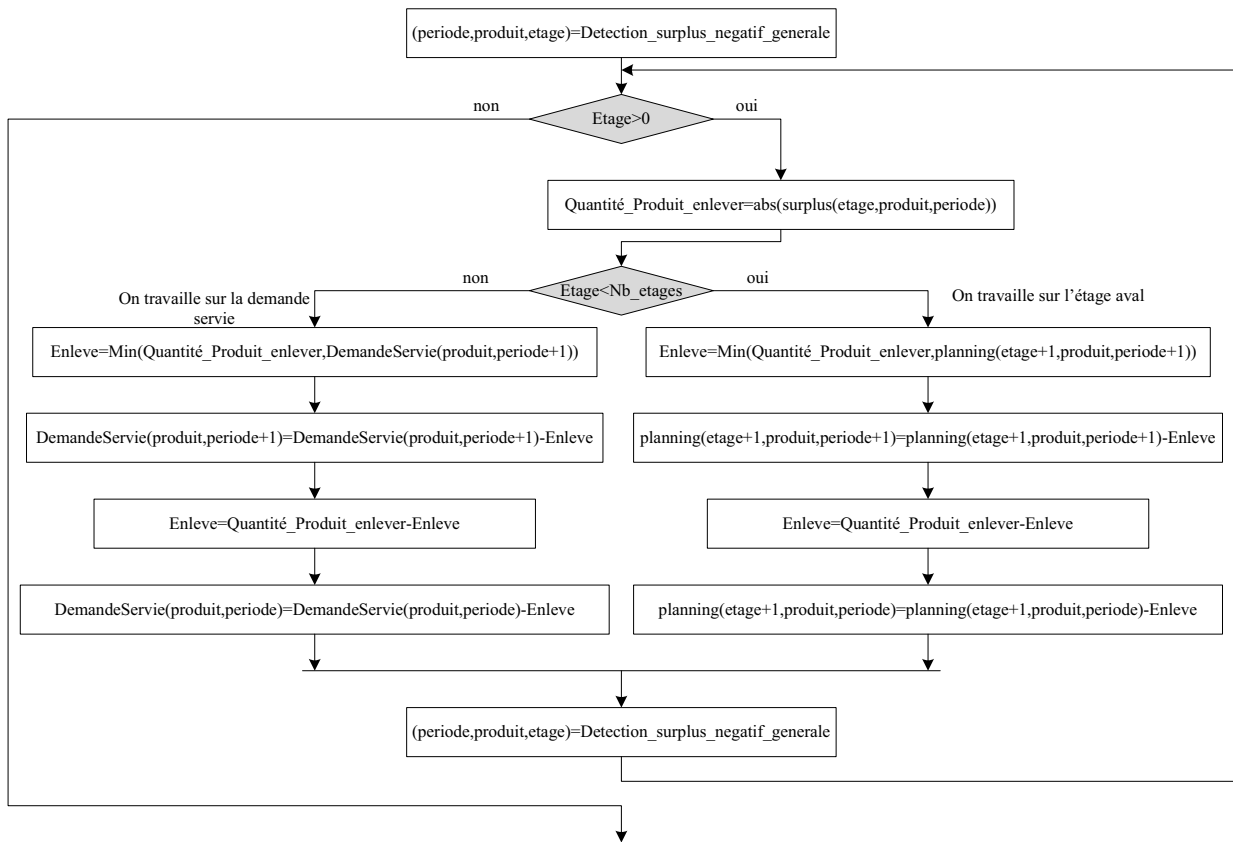 (periode,produit,etage)=Detection_surplus_negatif_generale
non
oui
Etage>0
Quantité_Produit_enlever=abs(surplus(etage,produit,periode))
non
oui
Etage<Nb_etages
On travaille sur la demande
servie
On travaille sur l’étage aval
Enleve=Min(Quantité_Produit_enlever,DemandeServie(produit,periode+1))
Enleve=Min(Quantité_Produit_enlever,planning(etage+1,produit,periode+1))
DemandeServie(produit,periode+1)=DemandeServie(produit,periode+1)-Enleve
planning(etage+1,produit,periode+1)=planning(etage+1,produit,periode+1)-Enleve
Enleve=Quantité_Produit_enlever-Enleve
Enleve=Quantité_Produit_enlever-Enleve
DemandeServie(produit,periode)=DemandeServie(produit,periode)-Enleve
planning(etage+1,produit,periode)=planning(etage+1,produit,periode)-Enleve
(periode,produit,etage)=Detection_surplus_negatif_generale